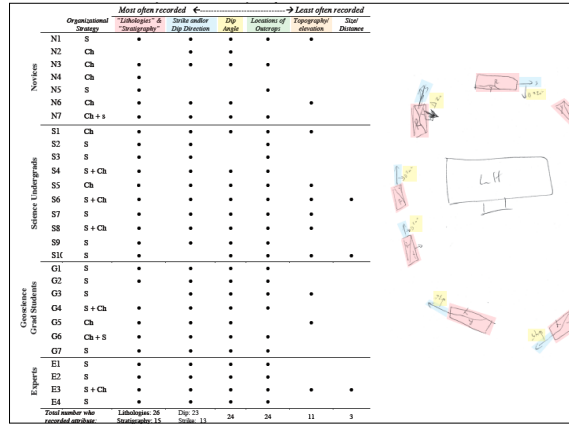 Most often recorded <-------------------------------> Least often recorded
Organizational Strategy "Lithologies" & "Stratigraphy" Strike and/or Dip Direction Dip Angle Locations of Outcrops Topography/ elevation Size/ Distance
Novices
N1 S
N2 Ch
N3 Ch
N4 Ch
N5 S
N6 Ch
N7 Ch + s
Science Undergrads
S1 Ch
S2 S
S3 S
S4 S + Ch
S5 Ch
S6 S + Ch
S7 S
S8 S + Ch
S9 S
S10 S
Geoscience Grad Students
G1 S
G2 S
G3 S
G4 S + Ch
G5 Ch
G6 Ch + S
G7 S
Experts
E1 S
E2 S
E3 S + Ch
E4 S
Total number who recorded attribute: Lithologies: 26 Stratigraphy: 15 Dip: 23 Strike: 13 24 24 11 3
LH